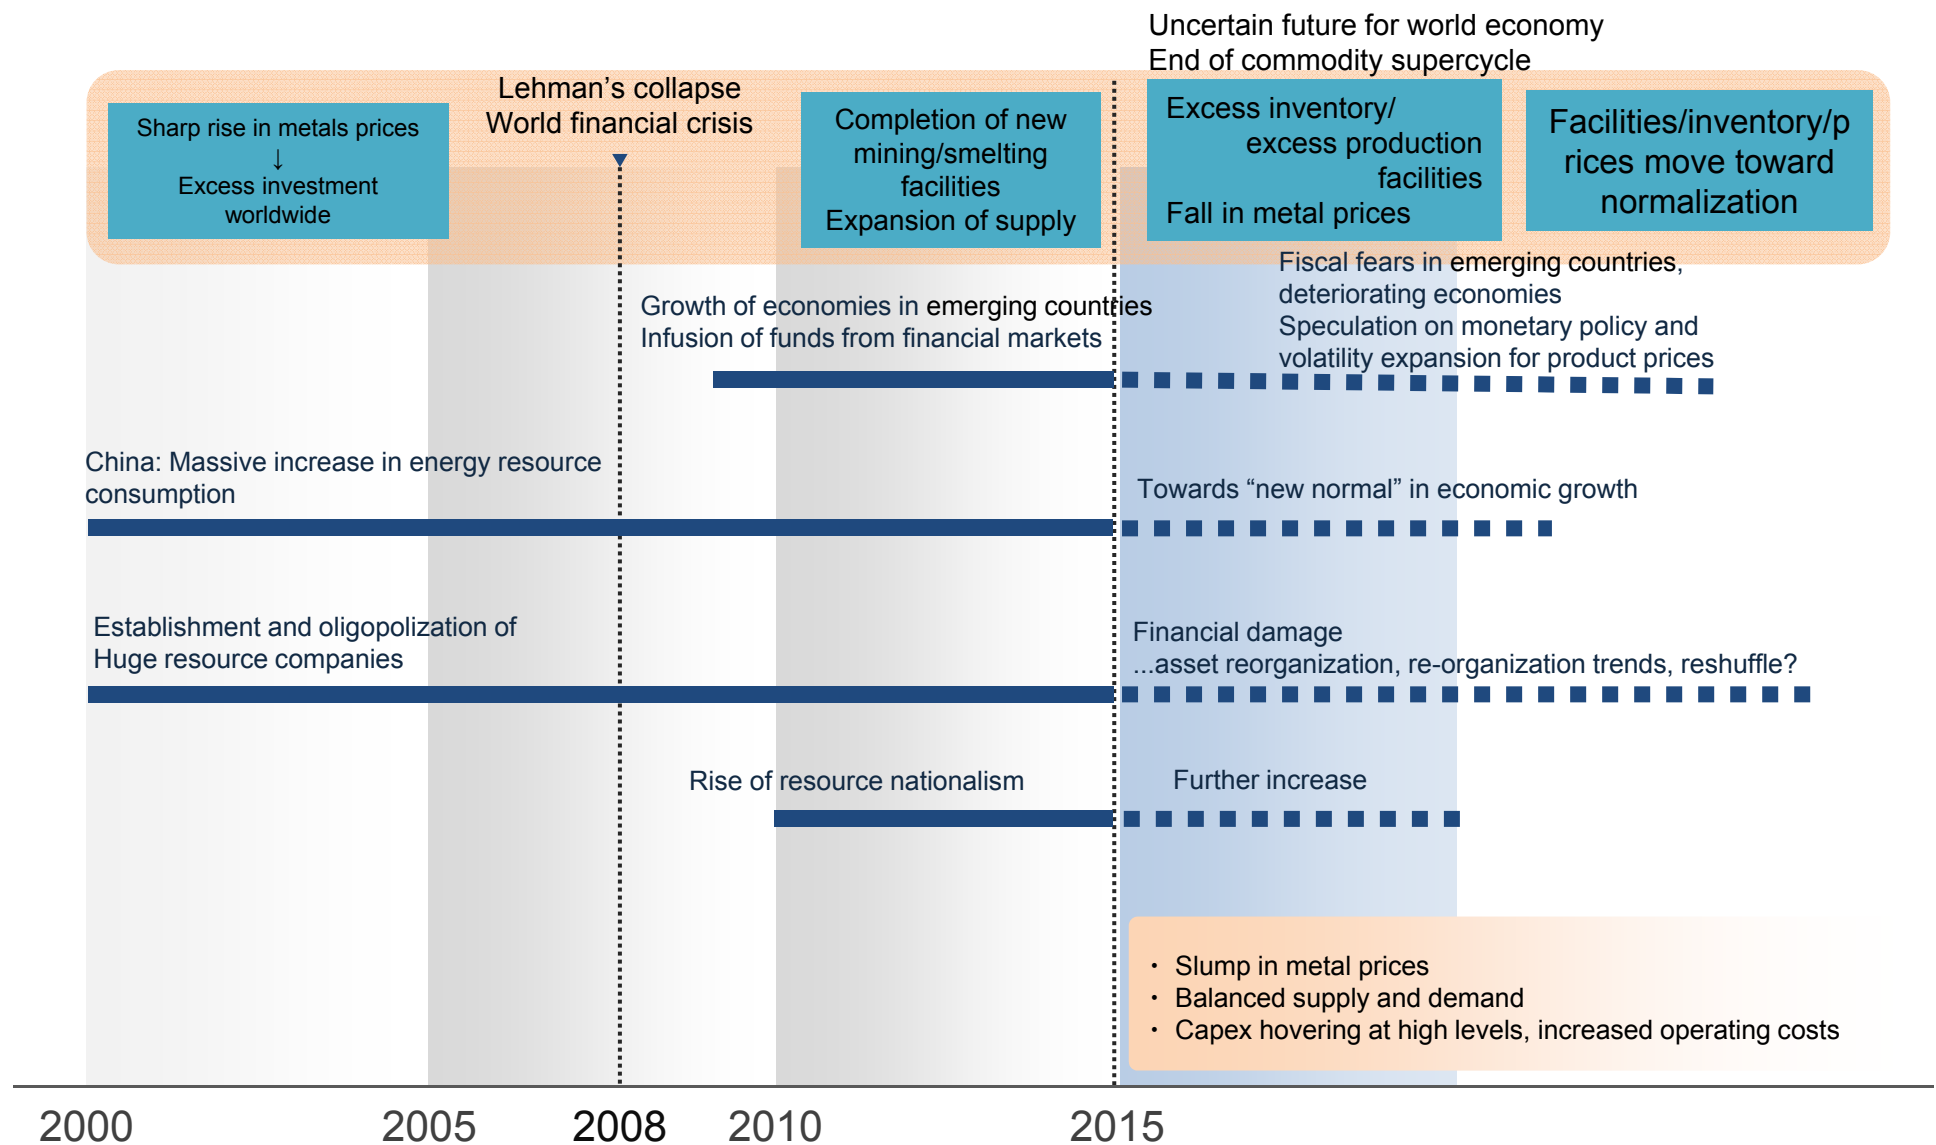 Uncertain future for world economy
End of commodity supercycle
Lehman’s collapse
World financial crisis
Sharp rise in metals prices
↓
Excess investment
worldwide
Completion of new
mining/smelting
facilities
Expansion of supply
Excess inventory/
excess production
facilities
Fall in metal prices
Facilities/inventory/p
rices move toward
normalization
Growth of economies in emerging countries
Infusion of funds from financial markets
Fiscal fears in emerging countries,
deteriorating economies
Speculation on monetary policy and
volatility expansion for product prices
China: Massive increase in energy resource
consumption
Towards “new normal” in economic growth
Establishment and oligopolization of
Huge resource companies
Financial damage
...asset reorganization, re-organization trends, reshuffle?
Rise of resource nationalism
Further increase
・ Slump in metal prices
・ Balanced supply and demand
・ Capex hovering at high levels, increased operating costs
2000
2005
2008
2010
2015